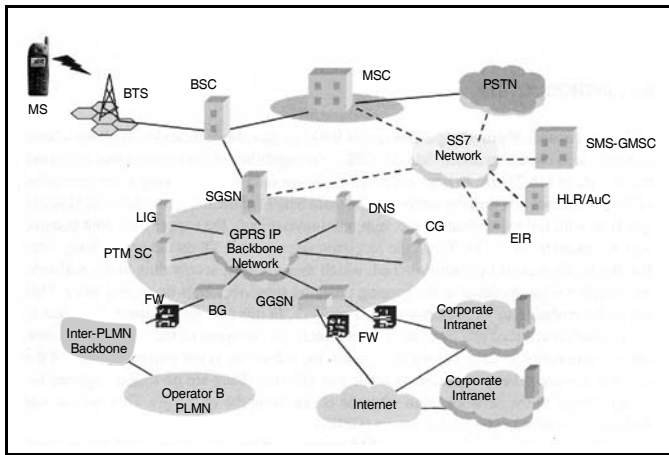 MS
BTS
BSC
MSC
PSTN
SS7
Network
SMS-GMSC
HLR/AuC
EIR
SGSN
LIG
DNS
GPRS IP
Backbone
Network
CG
PTM SC
FW
BG
GGSN
FW
Corporate
Intranet
Inter-PLMN
Backbone
Operator B
PLMN
Internet
Corporate
Intranet